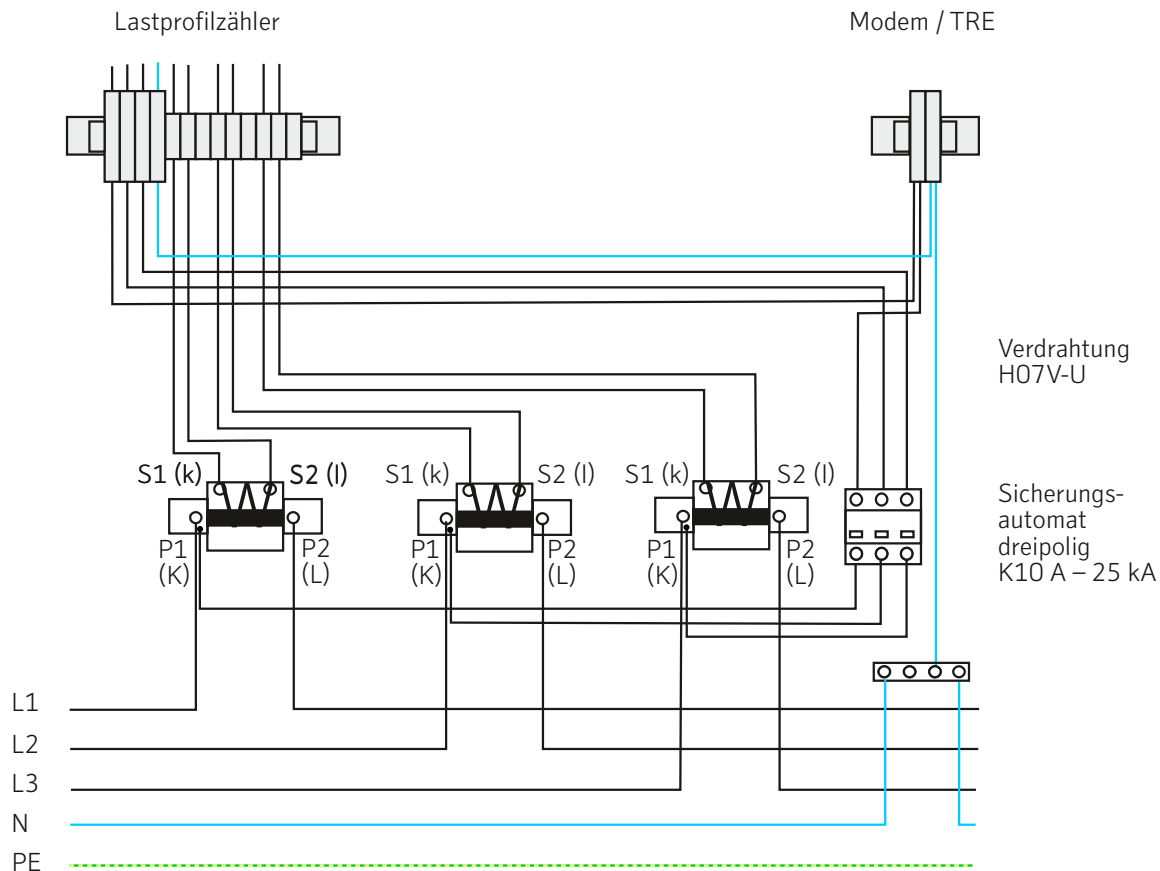 Lastprofilzähler
Modem / TRE
Verdrahtung
H07V-U
S1 (k)
S2 (l)
S1 (k)
S2 (l)
S1 (k)
S2 (l)
P1
(K)
P2
(L)
P1
(K)
P2
(L)
P1
(K)
P2
(L)
Sicherungs-
automat
dreipolig
K10 A – 25 kA
L1
L2
L3
N
PE